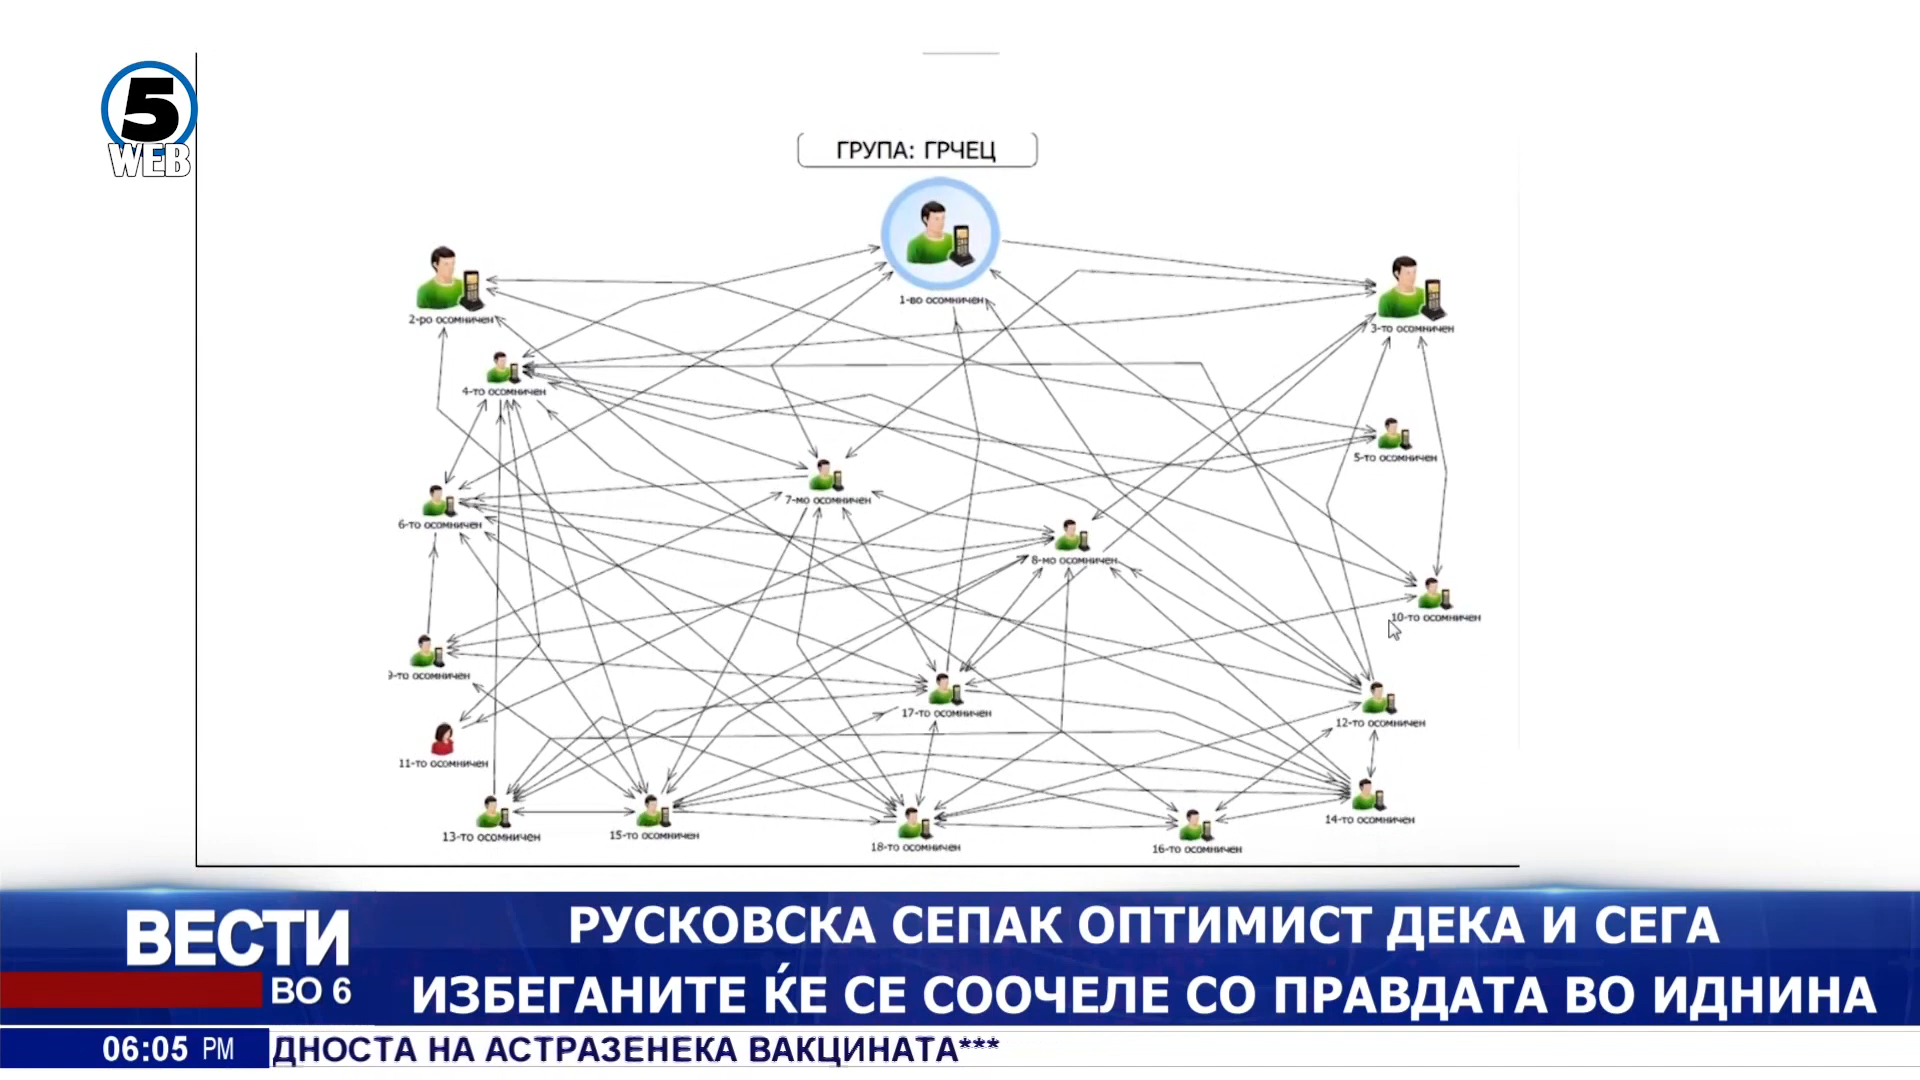 5
WEB
ГРУПА: ГРЧЕЦ
1-во осомничен
2-ро осомничен
3-то осомничен
4-то осомничен
5-то осомничен
7-мо осомничен
6-то осомничен
8-мо осомничен
10-то осомничен
9-то осомничен
17-то осомничен
12-то осомничен
11-то осомничен
14-то осомничен
13-то осомничен
15-то осомничен
18-то осомничен
16-то осомничен
ВЕСТИ
ВО 6
РУСКОВСКА СЕПАК ОПТИМИСТ ДЕКА И СЕГА
ИЗБЕГАНИТЕ ЌЕ СЕ СООЧЕЛЕ СО ПРАВДАТА ВО ИДНИНА
06:05 PM
ДНОСТА НА АСТРАЗЕНЕКА ВАКЦИНАТА***